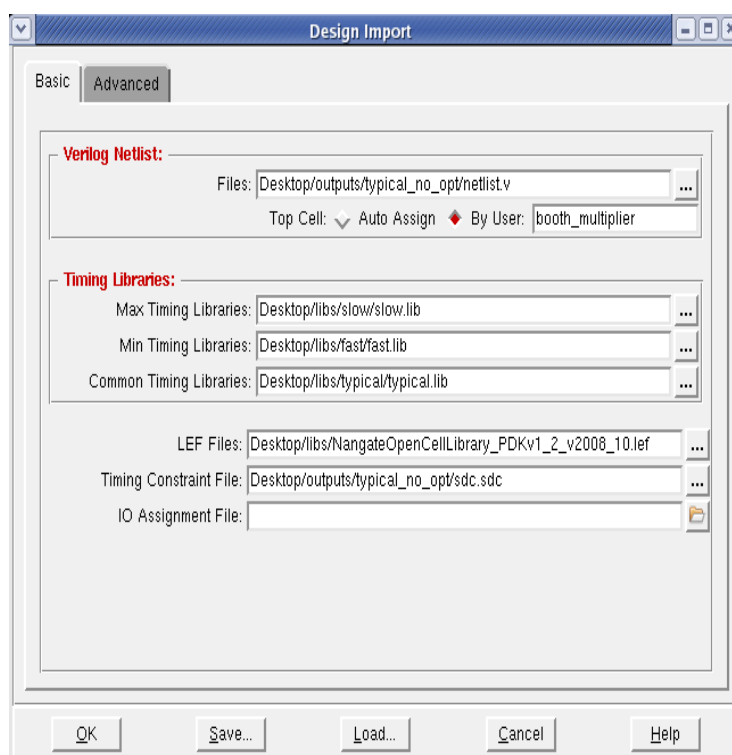 Design Import
Basic Advanced
Verilog Netlist:
Files: Desktop/outputs/typical_no_opt/netlist.v ...
Top Cell: Auto Assign By User: booth_multiplier
Timing Libraries:
Max Timing Libraries: Desktop/libs/slow/slow.lib ...
Min Timing Libraries: Desktop/libs/fast/fast.lib ...
Common Timing Libraries: Desktop/libs/typical/typical.lib ...
LEF Files: Desktop/libs/NangateOpenCellLibrary_PDKv1_2_v2008_10.lef ...
Timing Constraint File: Desktop/outputs/typical_no_opt/sdc.sdc ...
IO Assignment File:
OK Save... Load... Cancel Help